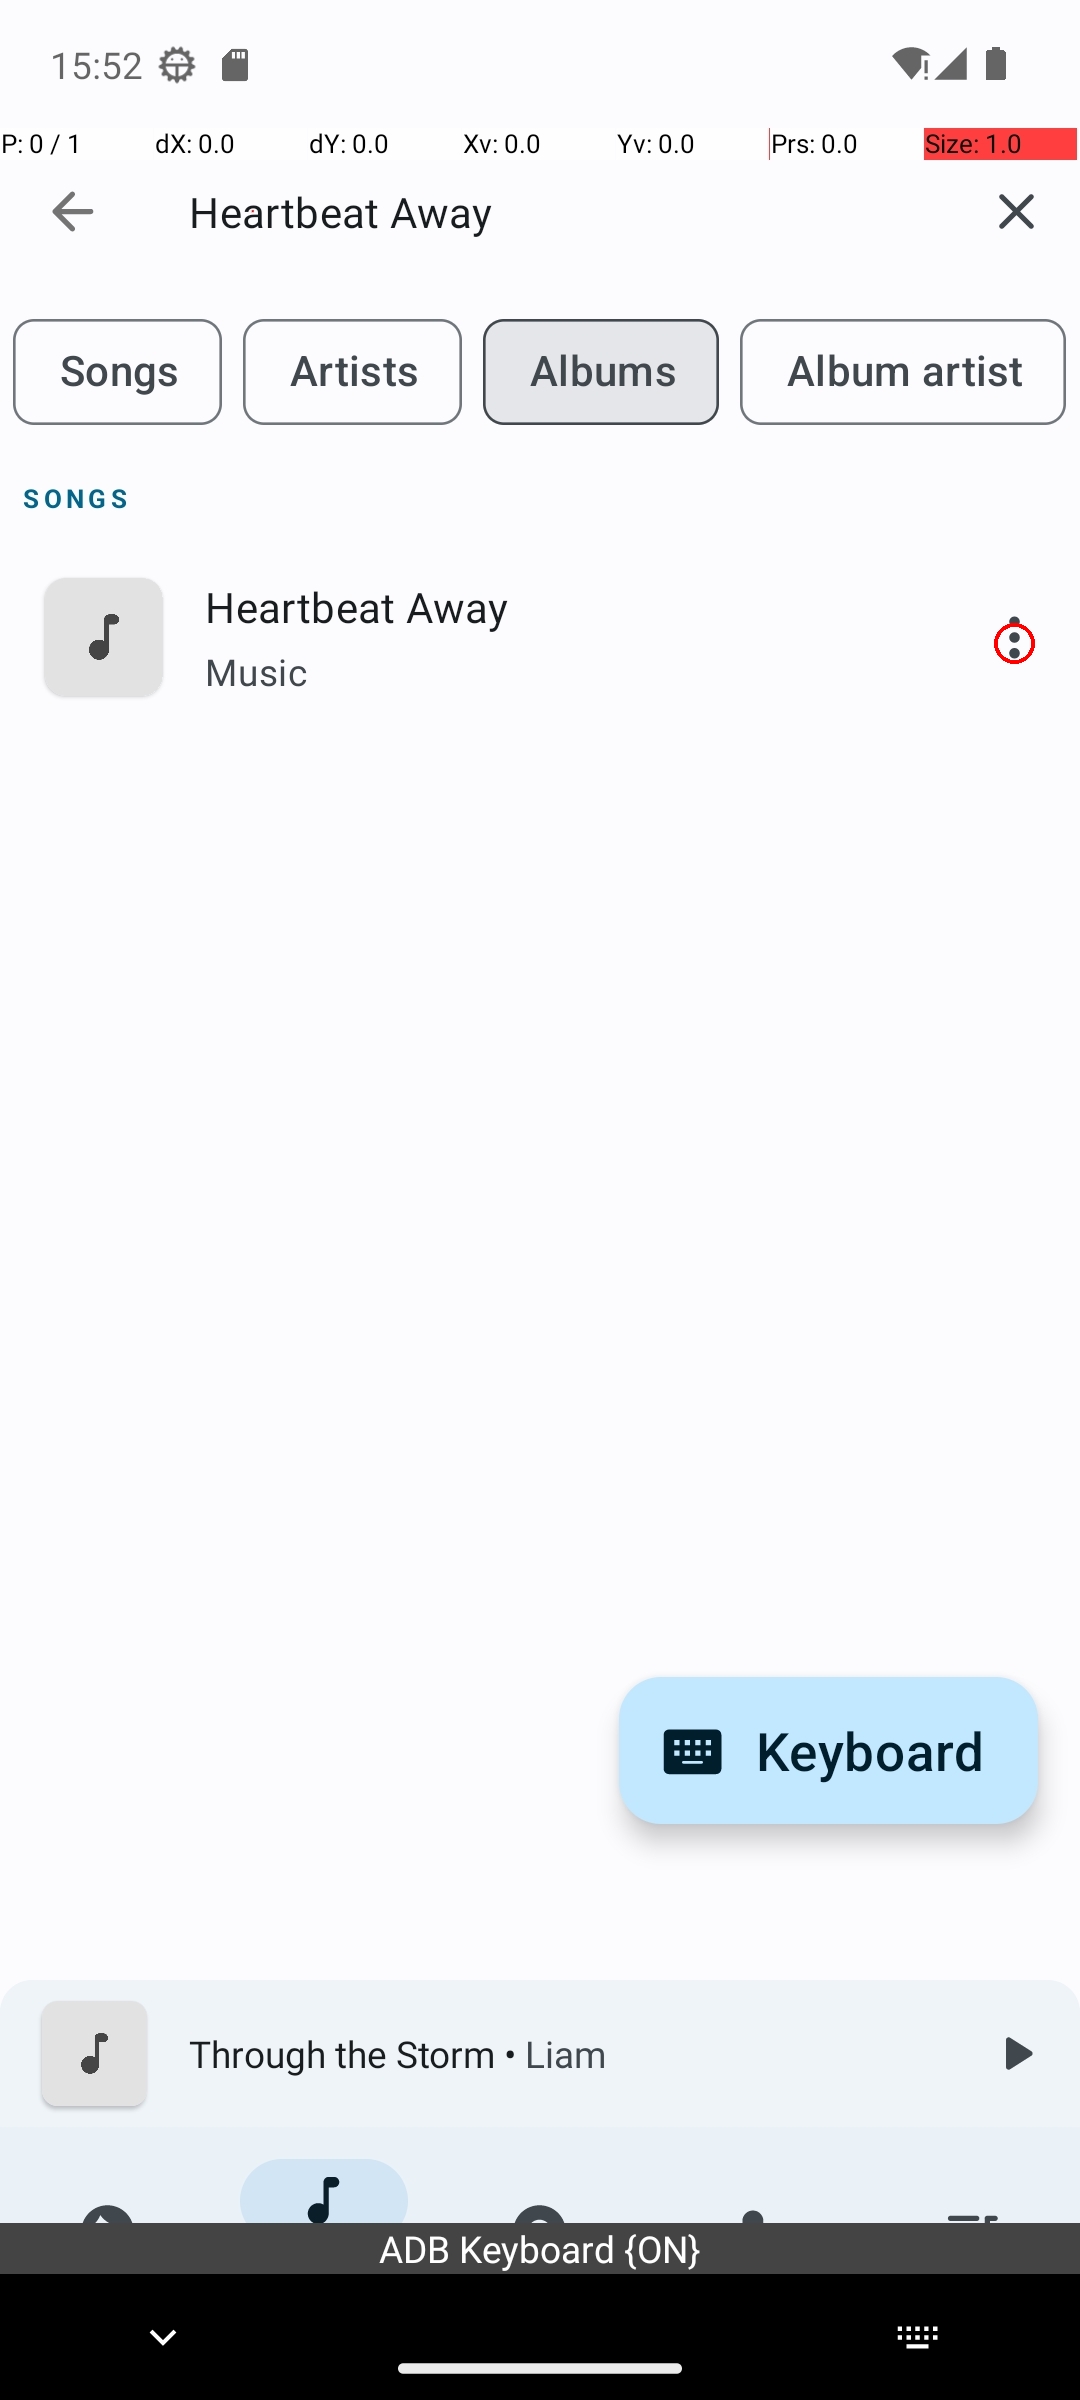 15:52
P: 0 / 1 dX: 0.0 dY: 0.0 Xv: 0.0 Yv: 0.0 Prs: 0.0 Size: 1.0
Heartbeat Away
Songs Artists Albums Album artist
SONGS
Heartbeat Away
Music
Keyboard
Through the Storm • Liam
ADB Keyboard {ON}